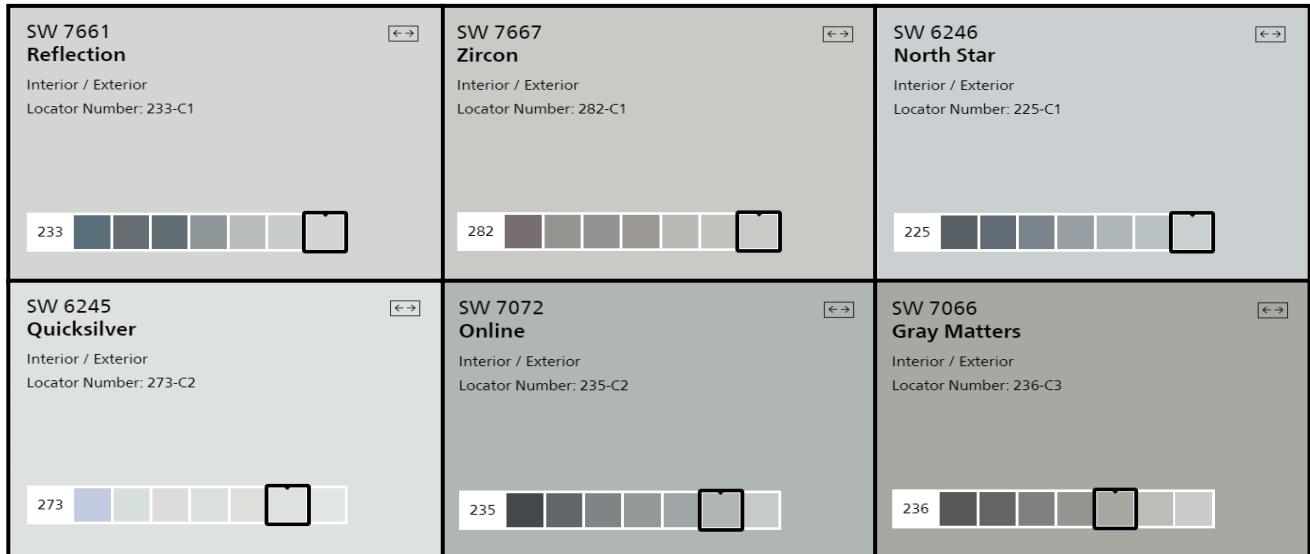 SW 7661
Reflection
Interior / Exterior
Locator Number: 233-C1
233
SW 7667
Zircon
Interior / Exterior
Locator Number: 282-C1
282
SW 6246
North Star
Interior / Exterior
Locator Number: 225-C1
225
SW 6245
Quicksilver
Interior / Exterior
Locator Number: 273-C2
273
SW 7072
Online
Interior / Exterior
Locator Number: 235-C2
235
SW 7066
Gray Matters
Interior / Exterior
Locator Number: 236-C3
236